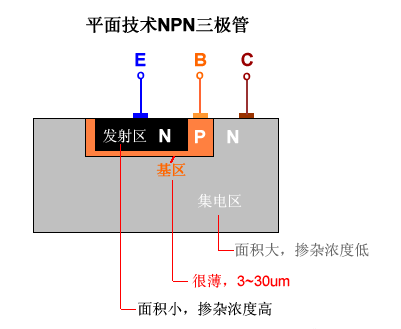 平面技术NPN三极管
E B C
发射区 N P N
基区
集电区
面积大，掺杂浓度低
很薄，3~30um
面积小，掺杂浓度高